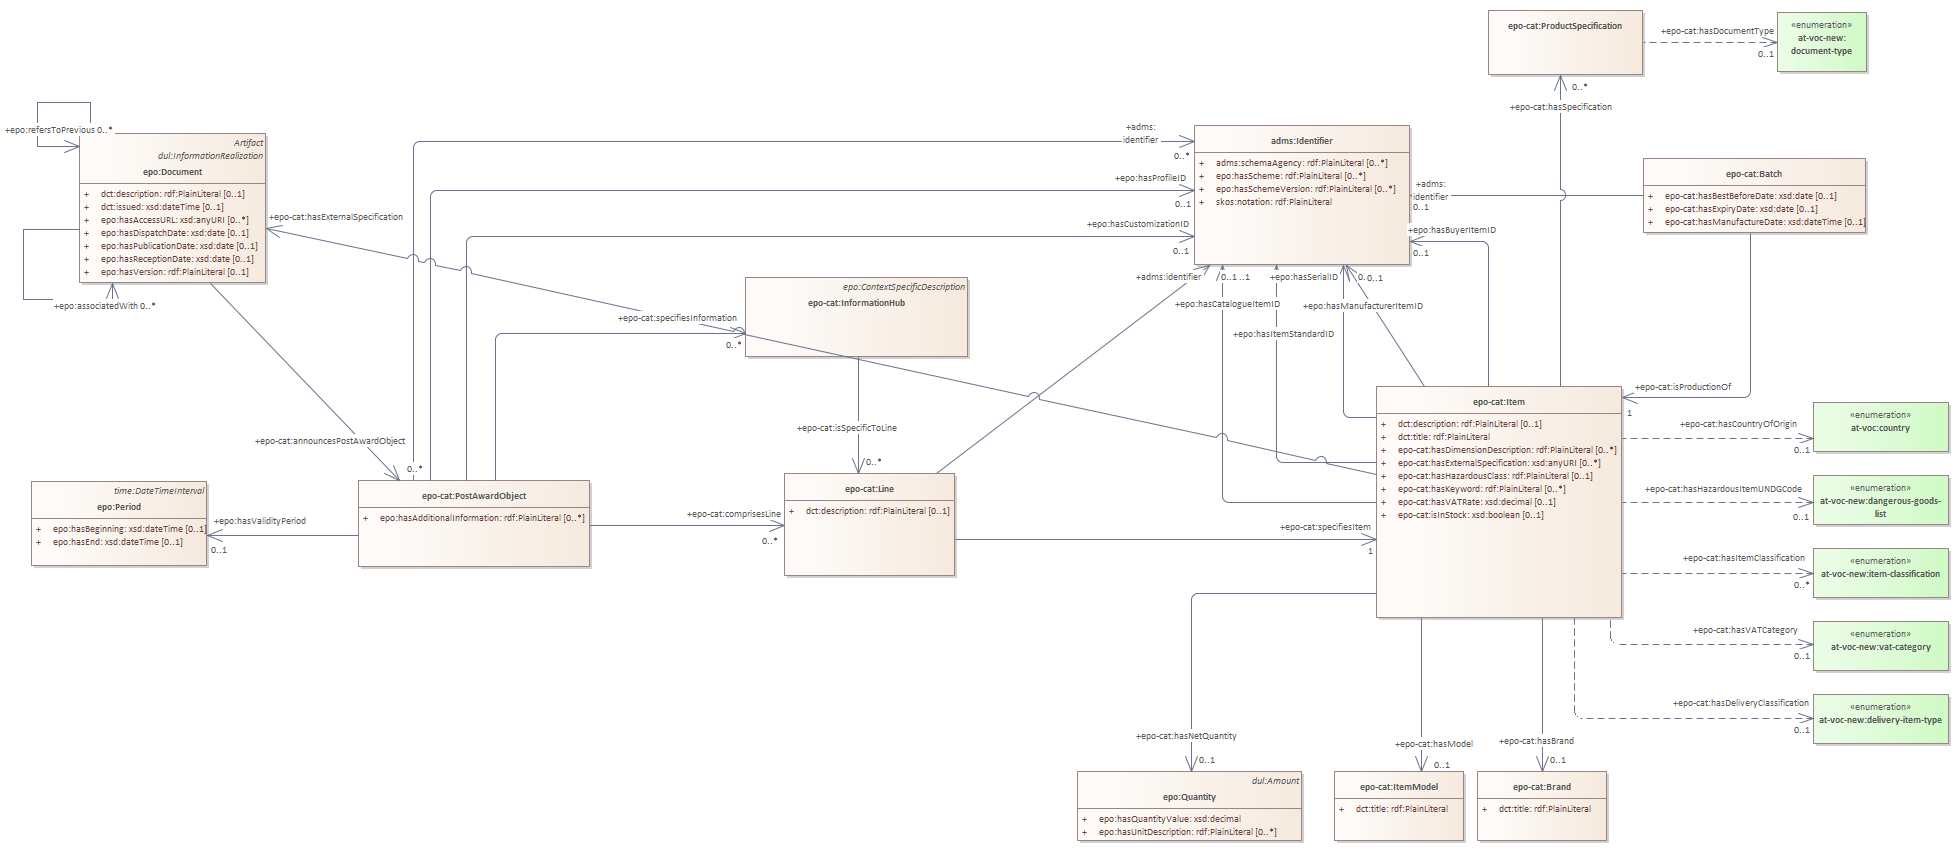 epo-cat:ProductSpecification
+epo-cat:hasDocumentType
0..1
«enumeration»
at-voc-new:
document-type
0..*
+epo-cat:hasSpecification
+epo:refersToPrevious 0..*
Artifact
dul:InformationRealization
epo:Document
+ dct:description: rdf:PlainLiteral [0..1]
+ dct:issued: xsd:dateTime [0..1]
+ epo:hasAccessURL: xsd:anyURI [0..*]
+ epo:hasDispatchDate: xsd:date [0..1]
+ epo:hasPublicationDate: xsd:date [0..1]
+ epo:hasReceptionDate: xsd:date [0..1]
+ epo:hasVersion: rdf:PlainLiteral [0..1]
+epo:associatedWith 0..*
+epo-cat:hasExternalSpecification
+adms:
identifier
0..*
+epo:hasProfileID
0..1
+epo:hasCustomizationID
0..1
adms:Identifier
+ adms:schemaAgency: rdf:PlainLiteral [0..*]
+ epo:hasScheme: rdf:PlainLiteral [0..*]
+ epo:hasSchemeVersion: rdf:PlainLiteral [0..*]
+ skos:notation: rdf:PlainLiteral
+adms:
identifier
0..1
epo-cat:Batch
+ epo-cat:hasBestBeforeDate: xsd:date [0..1]
+ epo-cat:hasExpiryDate: xsd:date [0..1]
+ epo-cat:hasManufactureDate: xsd:dateTime [0..1]
+epo:hasBuyerItemID
0..1
+adms:identifier
0..1
..1
+epo:hasSerialID
0..
0..1
+epo:hasCatalogueItemID
+epo:hasManufacturerItemID
+epo:hasItemStandardID
epo:ContextSpecificDescription
epo-cat:InformationHub
+epo-cat:specifiesInformation
0..*
+epo-cat:isSpecificToLine
0..*
+epo-cat:announcesPostAwardObject
0..*
+epo-cat:isProductionOf
1
epo-cat:Item
+ dct:description: rdf:PlainLiteral [0..1]
+ dct:title: rdf:PlainLiteral
+ epo-cat:hasDimensionDescription: rdf:PlainLiteral [0..*]
+ epo-cat:hasExternalSpecification: xsd:anyURI [0..*]
+ epo-cat:hasHazardousClass: rdf:PlainLiteral [0..1]
+ epo-cat:hasKeyword: rdf:PlainLiteral [0..*]
+ epo-cat:hasVATRate: xsd:decimal [0..1]
+ epo-cat:isInStock: xsd:boolean [0..1]
+epo-cat:hasCountryOfOrigin
0..1
«enumeration»
at-voc:country
+epo-cat:hasHazardousItemUNDGCode
0..1
«enumeration»
at-voc-new:dangerous-goods-
list
+epo-cat:hasItemClassification
0..*
«enumeration»
at-voc-new:item-classification
+epo-cat:hasVATCategory
0..1
«enumeration»
at-voc-new:vat-category
+epo-cat:hasDeliveryClassification
0..1
«enumeration»
at-voc-new:delivery-item-type
time:DateTimeInterval
epo:Period
+ epo:hasBeginning: xsd:dateTime [0..1]
+ epo:hasEnd: xsd:dateTime [0..1]
+epo:hasValidityPeriod
0..1
epo-cat:PostAwardObject
+ epo:hasAdditionalInformation: rdf:PlainLiteral [0..*]
+epo-cat:comprisesLine
0..*
epo-cat:Line
+ dct:description: rdf:PlainLiteral [0..1]
+epo-cat:specifiesItem
1
+epo-cat:hasNetQuantity
0..1
+epo-cat:hasModel
0..1
+epo-cat:hasBrand
0..1
dul:Amount
epo:Quantity
+ epo:hasQuantityValue: xsd:decimal
+ epo:hasUnitDescription: rdf:PlainLiteral [0..*]
epo-cat:ItemModel
+ dct:title: rdf:PlainLiteral
epo-cat:Brand
+ dct:title: rdf:PlainLiteral